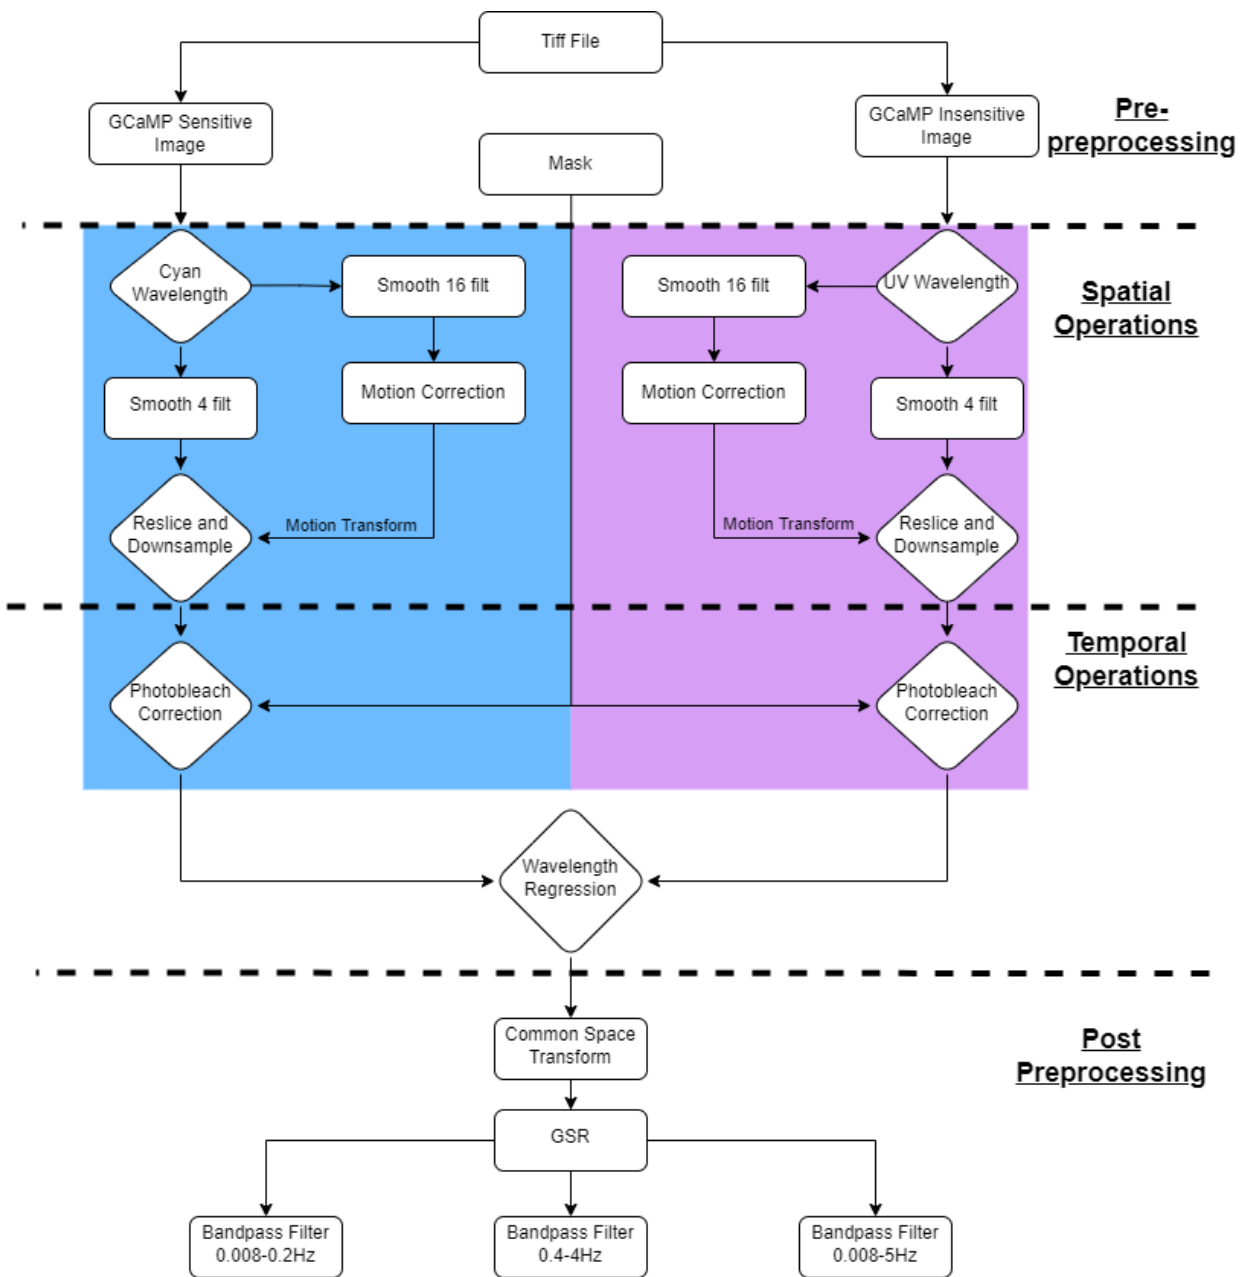 Tiff File
GCaMP Sensitive
Image
GCaMP Insensitive
Image
Pre-
preprocessing
Mask
Cyan
Wavelength
Smooth 16 filt
Smooth 16 filt
UV Wavelength
Spatial
Operations
Smooth 4 filt
Motion Correction
Motion Correction
Smooth 4 filt
Reslice and
Downsample
Motion Transform
Motion Transform
Reslice and
Downsample
Temporal
Operations
Photobleach
Correction
Photobleach
Correction
Wavelength
Regression
Common Space
Transform
Post
Preprocessing
GSR
Bandpass Filter
0.008-0.2Hz
Bandpass Filter
0.4-4Hz
Bandpass Filter
0.008-5Hz